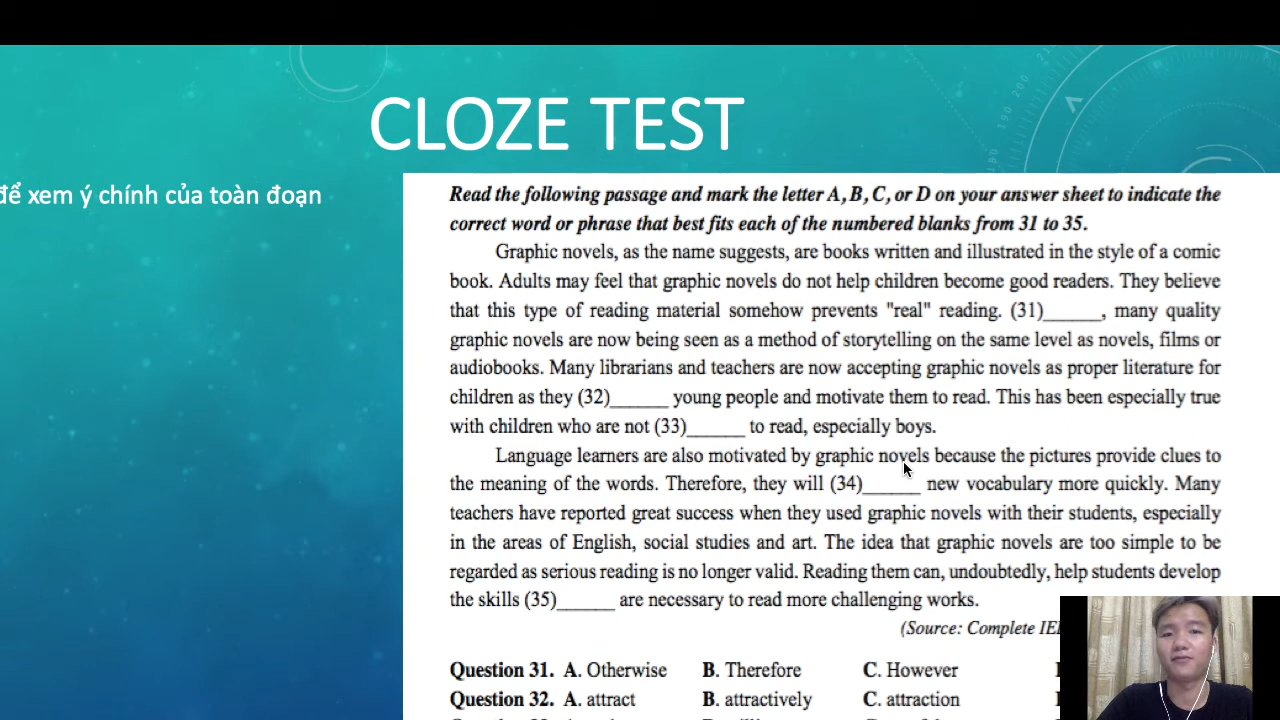 CLOZE TEST
để xem ý chính của toàn đoạn
Read the following passage and mark the letter A, B, C, or D on your answer sheet to indicate the
correct word or phrase that best fits each of the numbered blanks from 31 to 35.
Graphic novels, as the name suggests, are books written and illustrated in the style of a comic
book. Adults may feel that graphic novels do not help children become good readers. They believe
that this type of reading material somehow prevents "real" reading. (31)______, many quality
graphic novels are now being seen as a method of storytelling on the same level as novels, films or
audiobooks. Many librarians and teachers are now accepting graphic novels as proper literature for
children as they (32)______ young people and motivate them to read. This has been especially true
with children who are not (33)______ to read, especially boys.
Language learners are also motivated by graphic novels because the pictures provide clues to
the meaning of the words. Therefore, they will (34)______ new vocabulary more quickly. Many
teachers have reported great success when they used graphic novels with their students, especially
in the areas of English, social studies and art. The idea that graphic novels are too simple to be
regarded as serious reading is no longer valid. Reading them can, undoubtedly, help students develop
the skills (35)______ are necessary to read more challenging works.
(Source: Complete
Question 31. A. Otherwise B. Therefore C. However
Question 32. A. attract B. attractively C. attraction